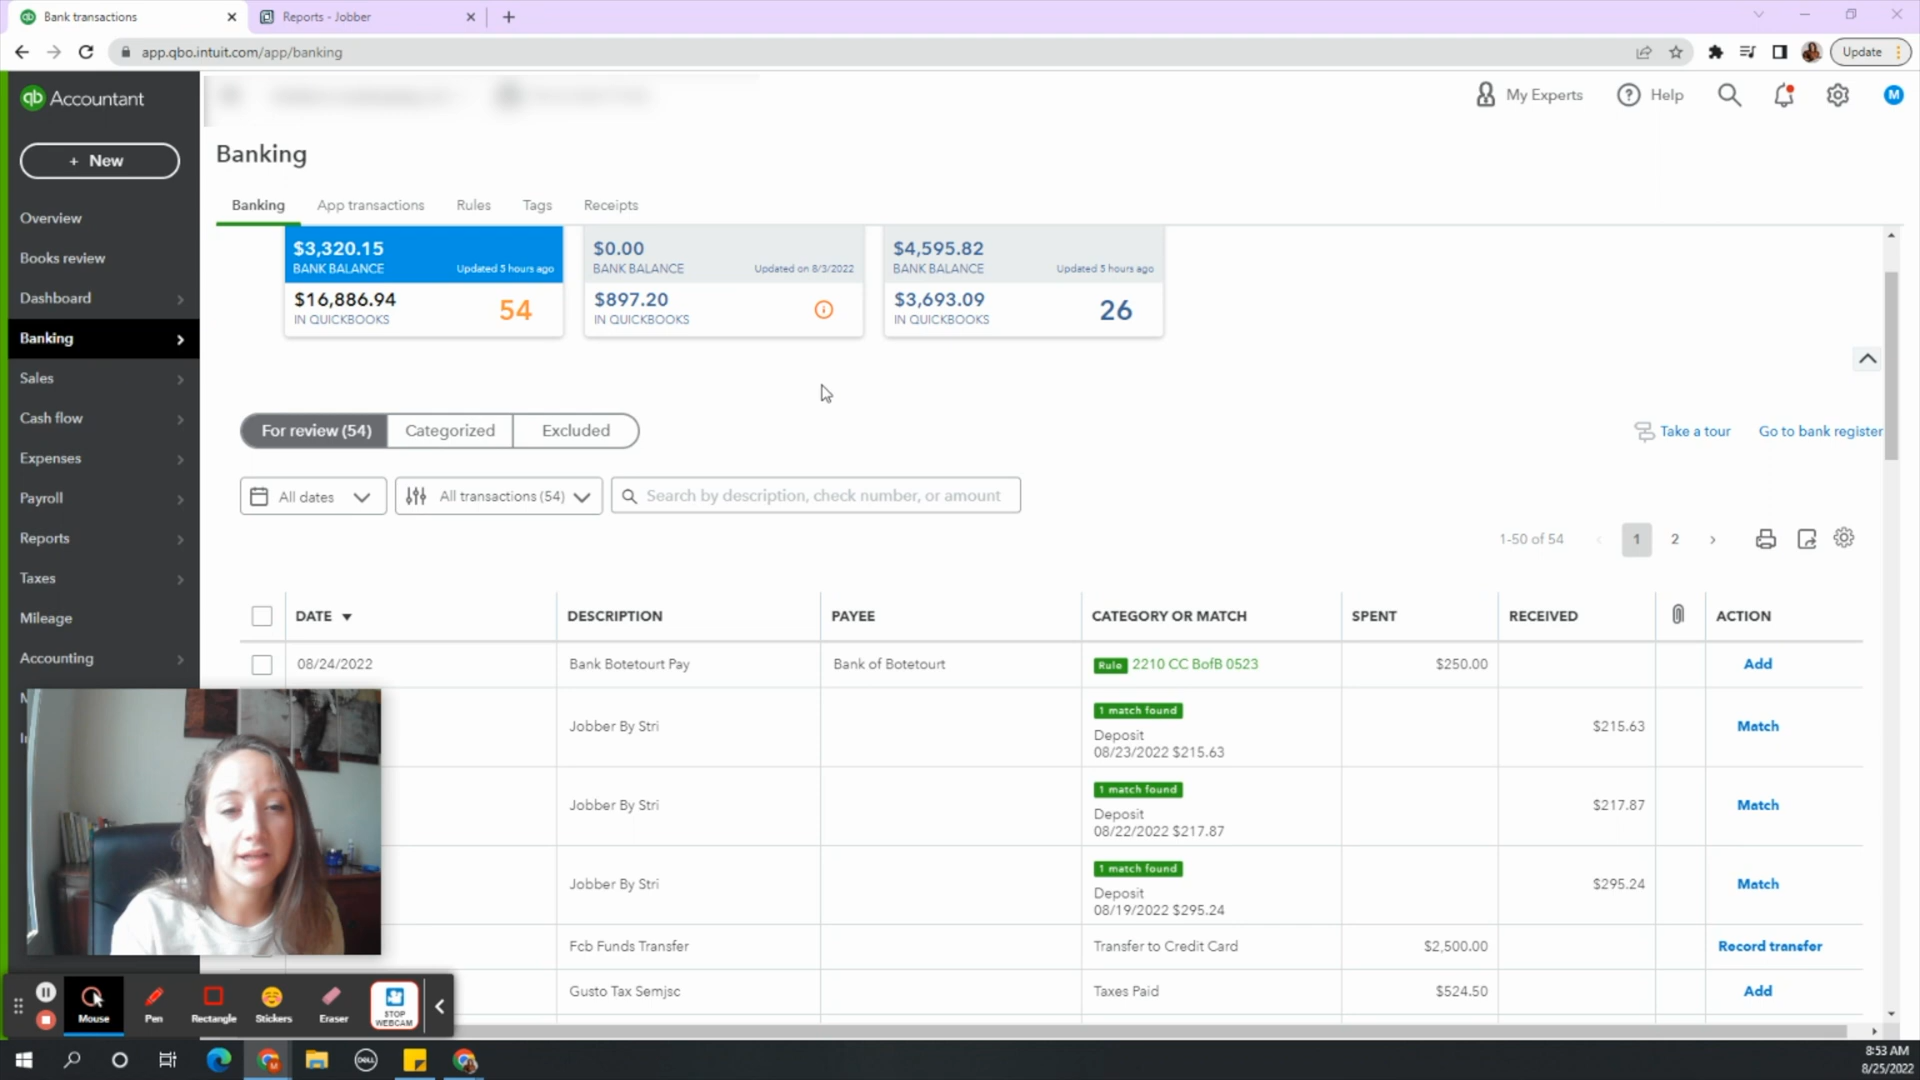 Bank transactions
Reports - Jobber
app.qbo.intuit.com/app/banking
Update
qb Accountant
My Experts
Help
M
+ New
Banking
Banking
App transactions
Rules
Tags
Receipts
Overview
Books review
Dashboard
Banking
Sales
Cash flow
Expenses
Payroll
Reports
Taxes
Mileage
Accounting
$3,320.15
BANK BALANCE
Updated 5 hours ago
$16,886.94
IN QUICKBOOKS
54
$0.00
BANK BALANCE
Updated on 8/3/2022
$897.20
IN QUICKBOOKS
$4,595.82
BANK BALANCE
Updated 5 hours ago
$3,693.09
IN QUICKBOOKS
26
For review (54)
Categorized
Excluded
Take a tour
Go to bank register
All dates
All transactions (54)
Search by description, check number, or amount
1-50 of 54
1
2
DATE
DESCRIPTION
PAYEE
CATEGORY OR MATCH
SPENT
RECEIVED
ACTION
08/24/2022
Bank Botetourt Pay
Bank of Botetourt
Rule 2210 CC BofB 0523
$250.00
Add
Jobber By Stri
1 match found
Deposit
08/23/2022 $215.63
$215.63
Match
Jobber By Stri
1 match found
Deposit
08/22/2022 $217.87
$217.87
Match
Jobber By Stri
1 match found
Deposit
08/19/2022 $295.24
$295.24
Match
Fcb Funds Transfer
Transfer to Credit Card
$2,500.00
Record transfer
Gusto Tax Semjsc
Taxes Paid
$524.50
Add
Mouse
Pen
Rectangle
Stickers
Eraser
STOP
WEBCAM
DELL
8:53 AM
8/25/2022